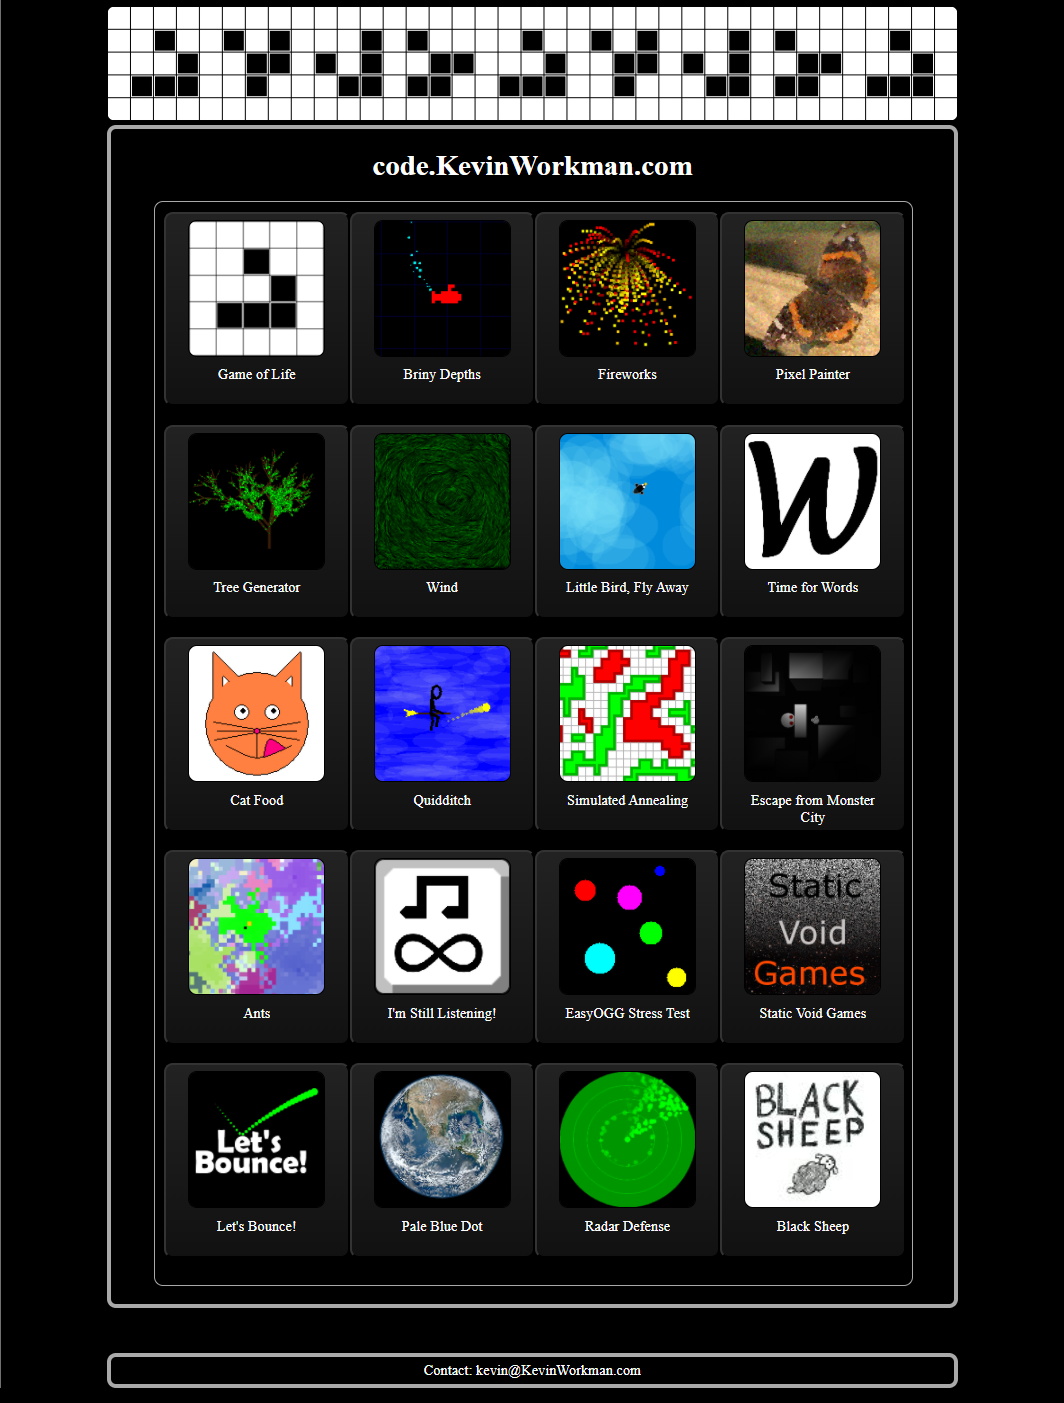 code.KevinWorkman.com
Game of Life
Briny Depths
Fireworks
Pixel Painter
W
Tree Generator
Wind
Little Bird, Fly Away
Time for Words
Cat Food
Quidditch
Simulated Annealing
Escape from Monster
City
Static
Void
Games
Ants
I'm Still Listening!
EasyOGG Stress Test
Static Void Games
Let's
Bounce!
BLACK
SHEEP
Let's Bounce!
Pale Blue Dot
Radar Defense
Black Sheep
Contact: kevin@KevinWorkman.com